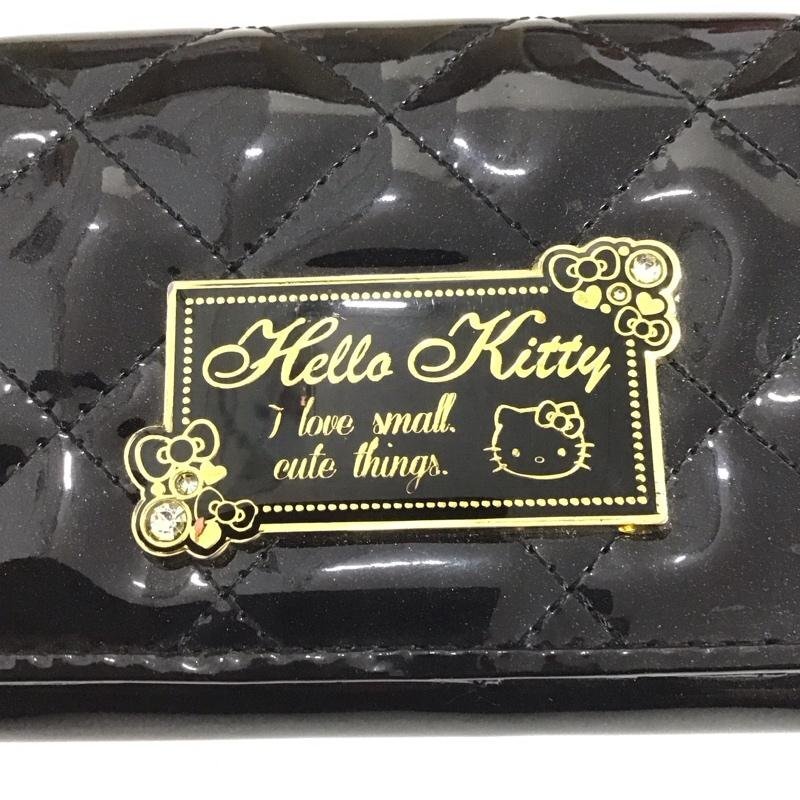 Hello Kitty
I love small,
cute things.